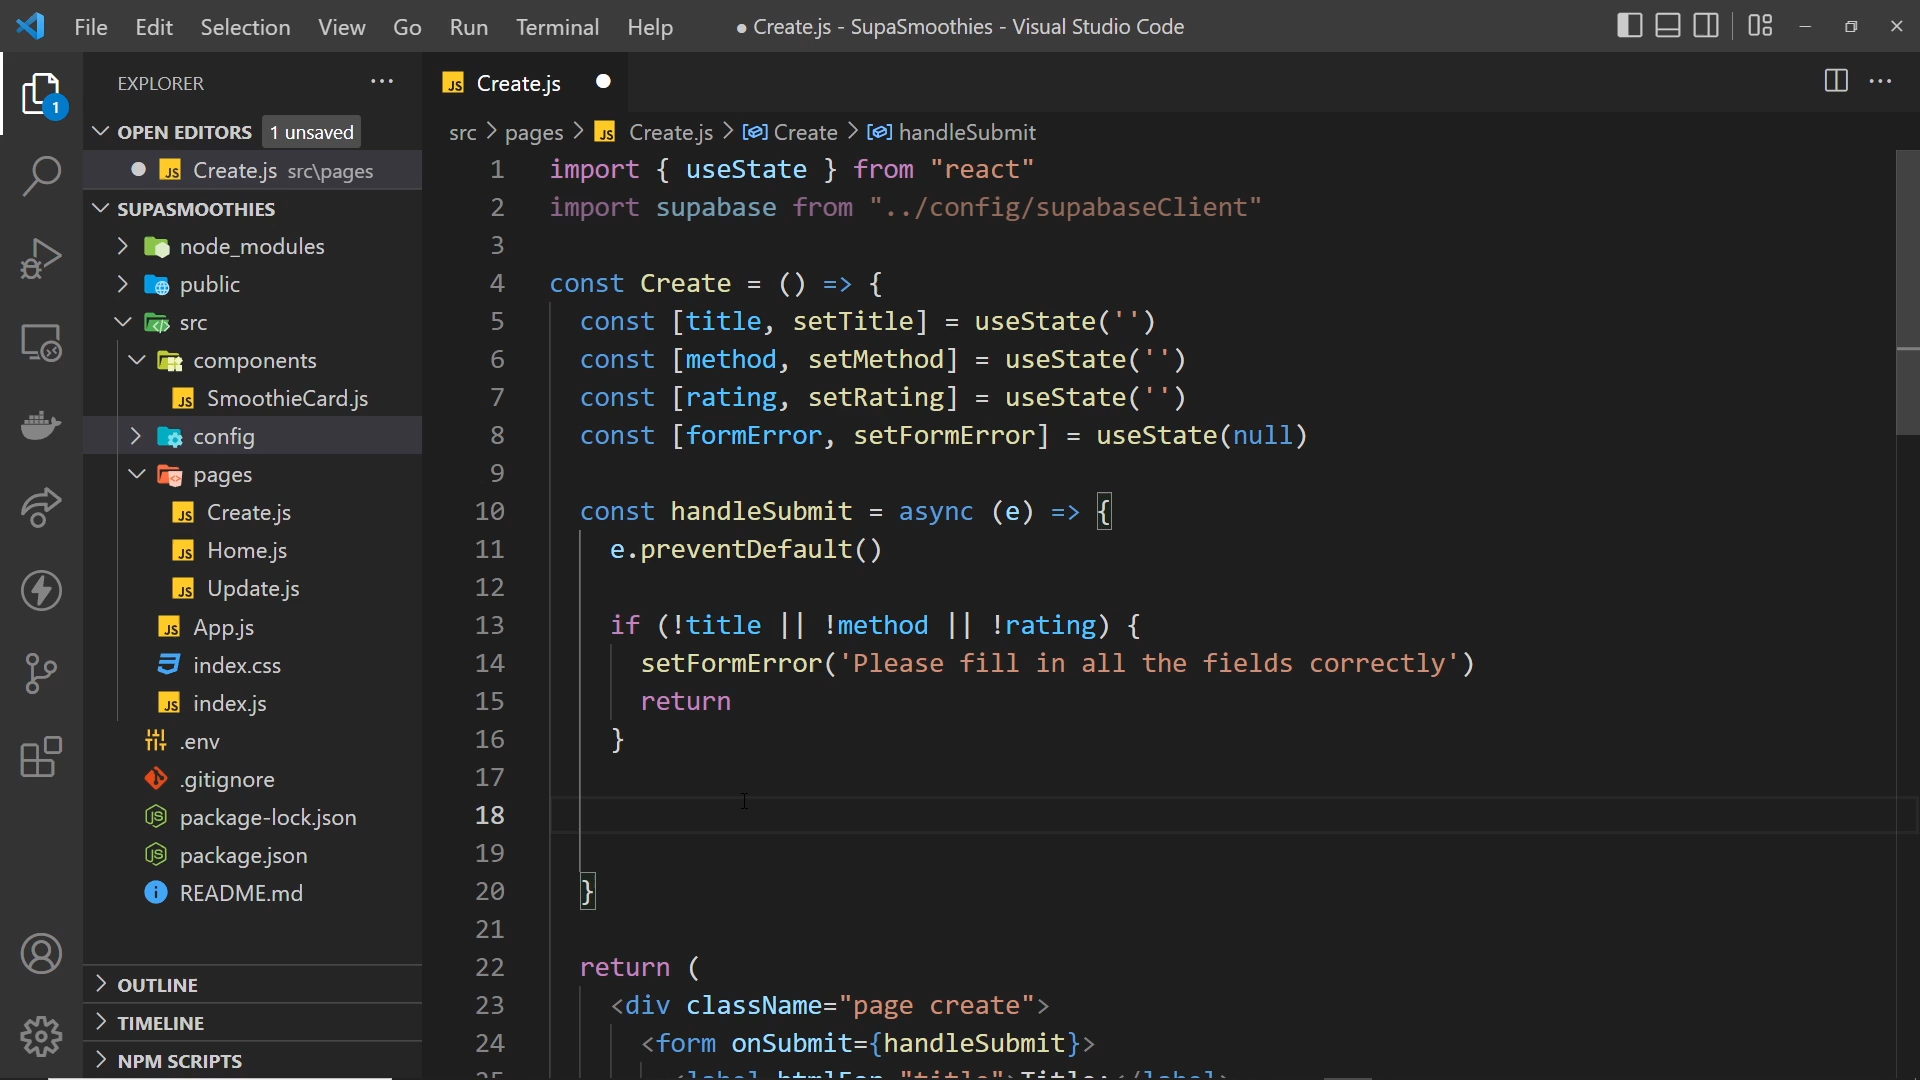 File Edit Selection View Go Run Terminal Help ● Create.js - SupaSmoothies - Visual Studio Code
EXPLORER
1
OPEN EDITORS 1 unsaved
Create.js src\pages
SUPASMOOTHIES
node_modules
public
src
components
SmoothieCard.js
config
pages
Create.js
Home.js
Update.js
App.js
index.css
index.js
.env
.gitignore
package-lock.json
package.json
README.md
OUTLINE
TIMELINE
NPM SCRIPTS
Create.js
src > pages > Create.js > Create > handleSubmit
1 import { useState } from "react"
2 import supabase from "../config/supabaseClient"
3
4 const Create = () => {
5 const [title, setTitle] = useState('')
6 const [method, setMethod] = useState('')
7 const [rating, setRating] = useState('')
8 const [formError, setFormError] = useState(null)
9
10 const handleSubmit = async (e) => {
11 e.preventDefault()
12
13 if (!title || !method || !rating) {
14 setFormError('Please fill in all the fields correctly')
15 return
16 }
17
18
19
20 }
21
22 return (
23 <div className="page create">
24 <form onSubmit={handleSubmit}>
25 <label htmlFor="title">Title:</label>